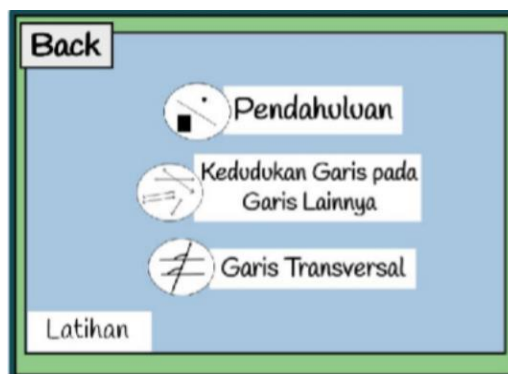 Back
Pendahuluan
Kedudukan Garis pada
Garis Lainnya
Garis Transversal
Latihan